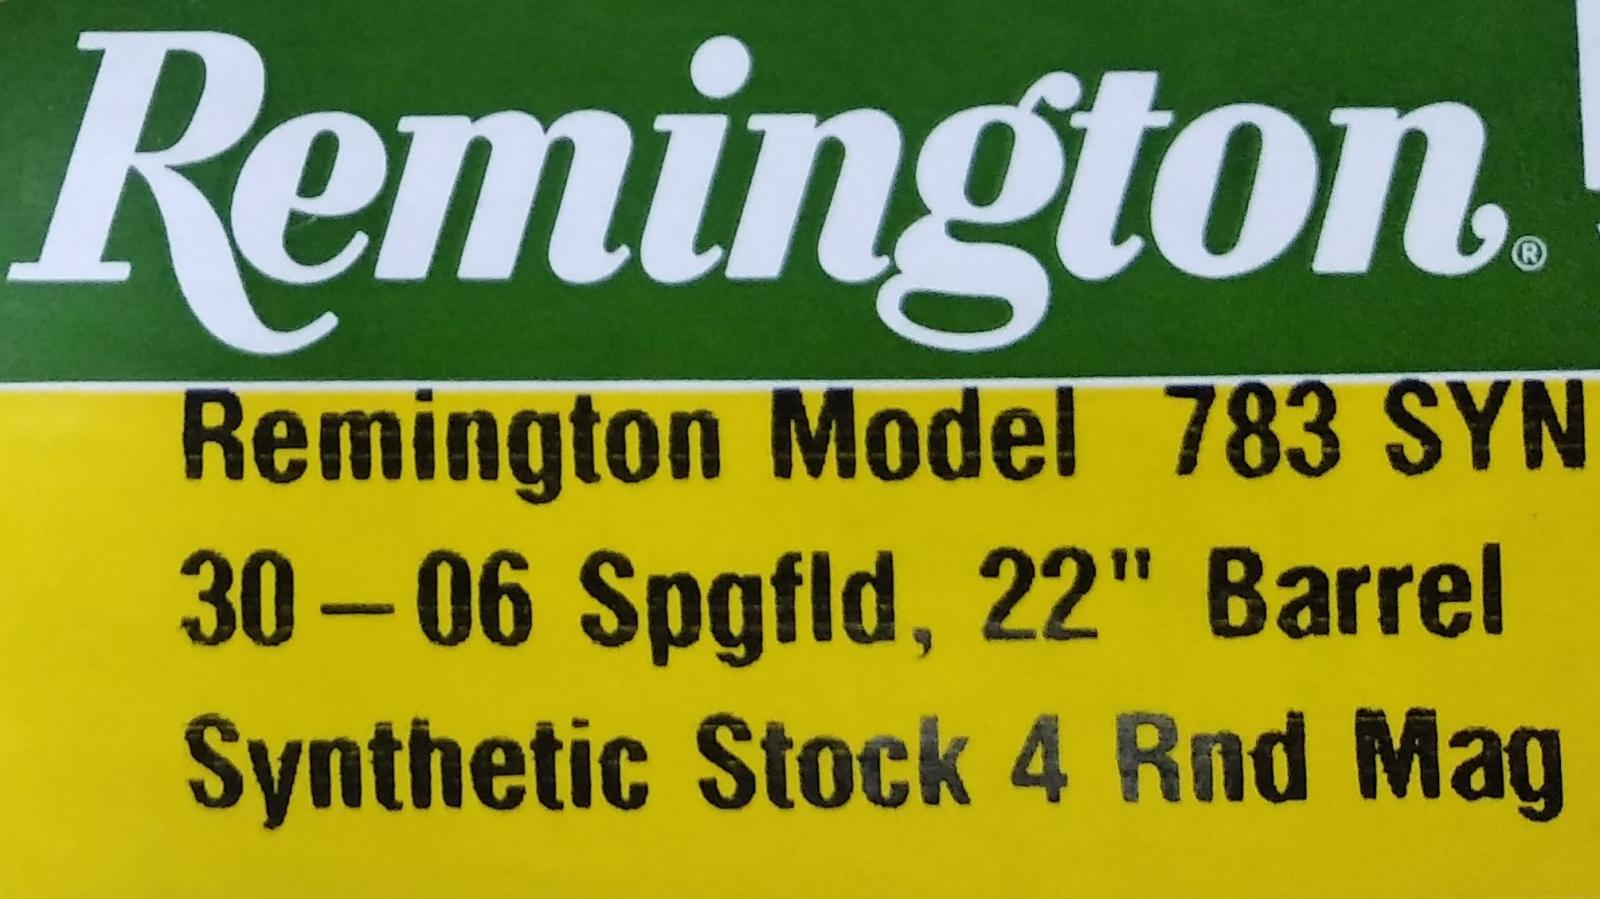 Remington®
Remington Model 783 SYN
30-06 Spgfld, 22" Barrel
Synthetic Stock 4 Rnd Mag